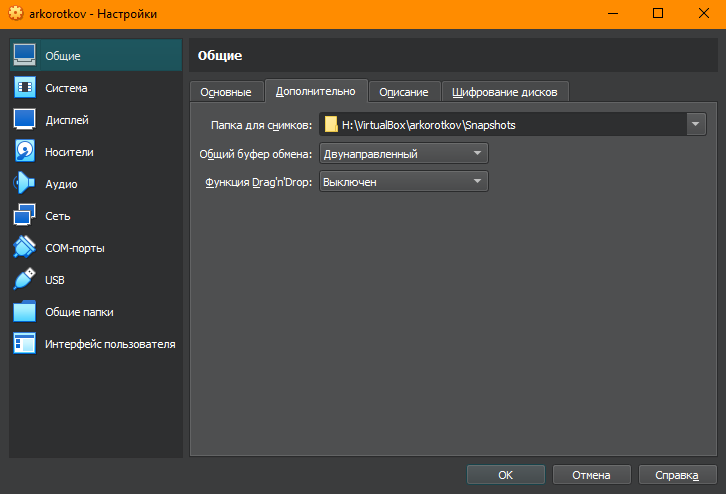 arkorotkov - Настройки
Общие
Система
Дисплей
Носители
Аудио
Сеть
COM-порты
USB
Общие папки
Интерфейс пользователя
Общие
Основные Дополнительно Описание Шифрование дисков
Папка для снимков: H:\VirtualBox\arkorotkov\Snapshots
Общий буфер обмена: Двунаправленный
Функция Drag'n'Drop: Выключен
OK Отмена Справка